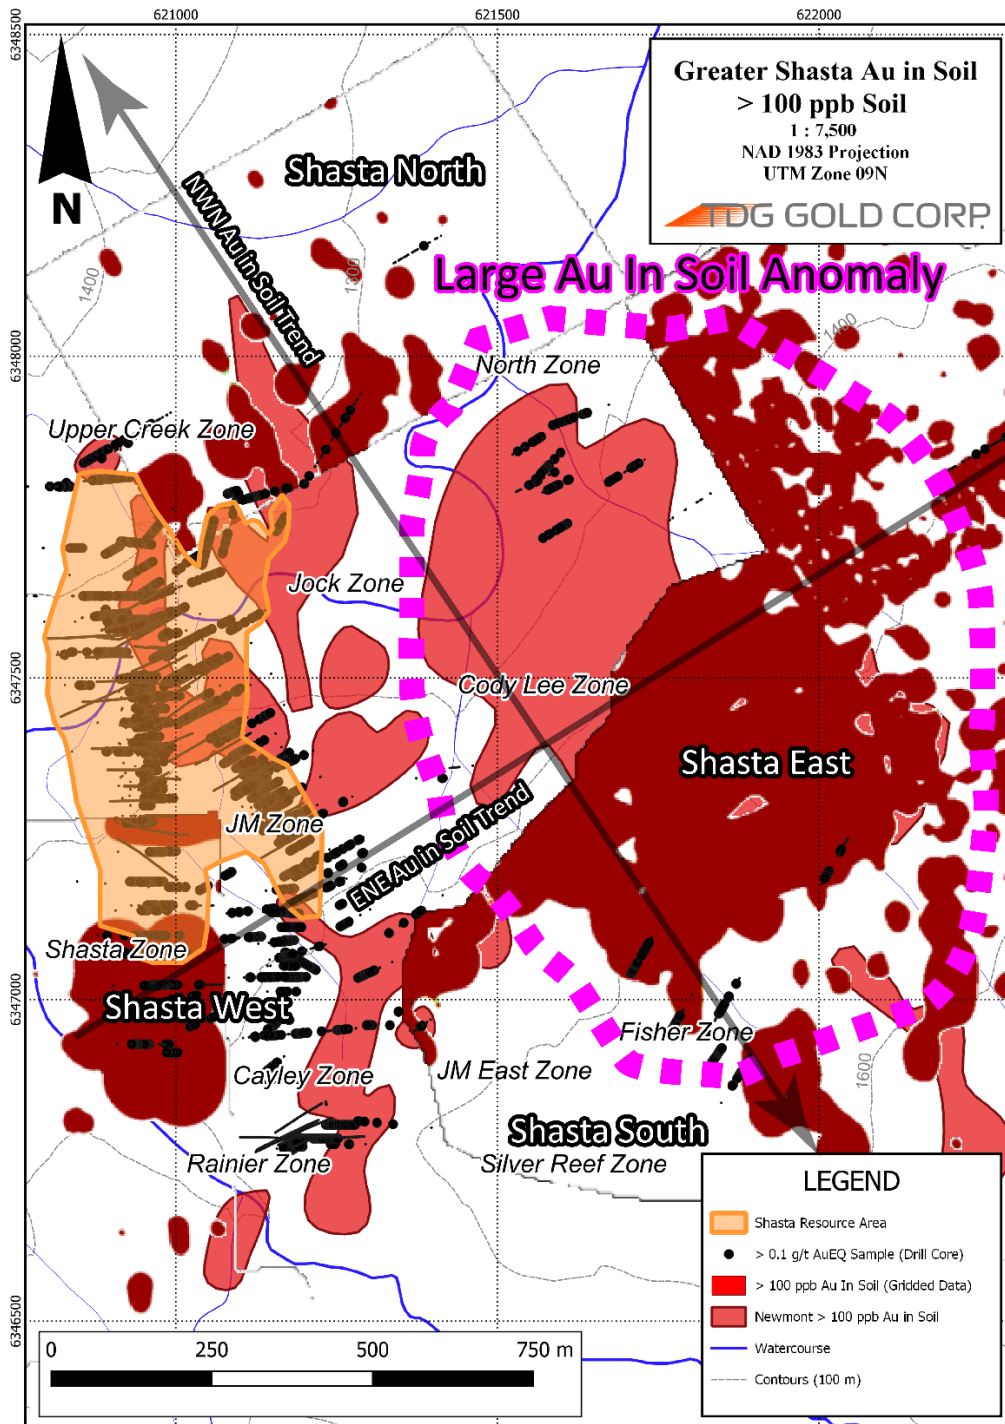 621000
621500
622000
6348500
6348000
6347500
6347000
6346500
N
Greater Shasta Au in Soil
> 100 ppb Soil
1 : 7,500
NAD 1983 Projection
UTM Zone 09N
TDG GOLD CORP.
Shasta North
NWN Au in Soil Trend
1400
1300
Large Au In Soil Anomaly
1400
North Zone
Upper Creek Zone
Jock Zone
Cody Lee Zone
Shasta East
JM Zone
ENE Au in Soil Trend
Shasta Zone
Shasta West
Fisher Zone
Cayley Zone
JM East Zone
1600
Shasta South
Rainier Zone
Silver Reef Zone
LEGEND
Shasta Resource Area
> 0.1 g/t AuEQ Sample (Drill Core)
> 100 ppb Au In Soil (Gridded Data)
Newmont > 100 ppb Au in Soil
Watercourse
Contours (100 m)
0 250 500 750 m